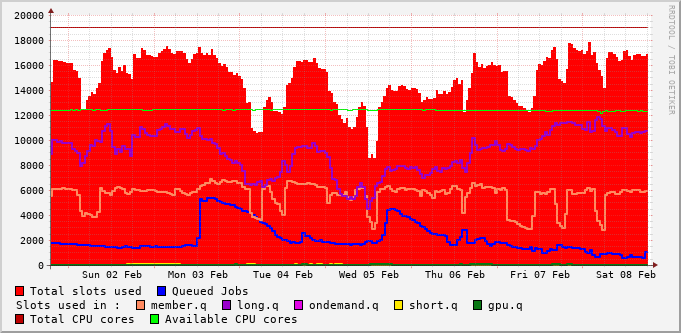 20000
18000
16000
14000
12000
10000
8000
6000
4000
2000
0
Sun 02 Feb Mon 03 Feb Tue 04 Feb Wed 05 Feb Thu 06 Feb Fri 07 Feb Sat 08 Feb
RRDTOOL / TOBI OETIKER
Total slots used Queued Jobs
Slots used in : member.q long.q ondemand.q short.q gpu.q
Total CPU cores Available CPU cores